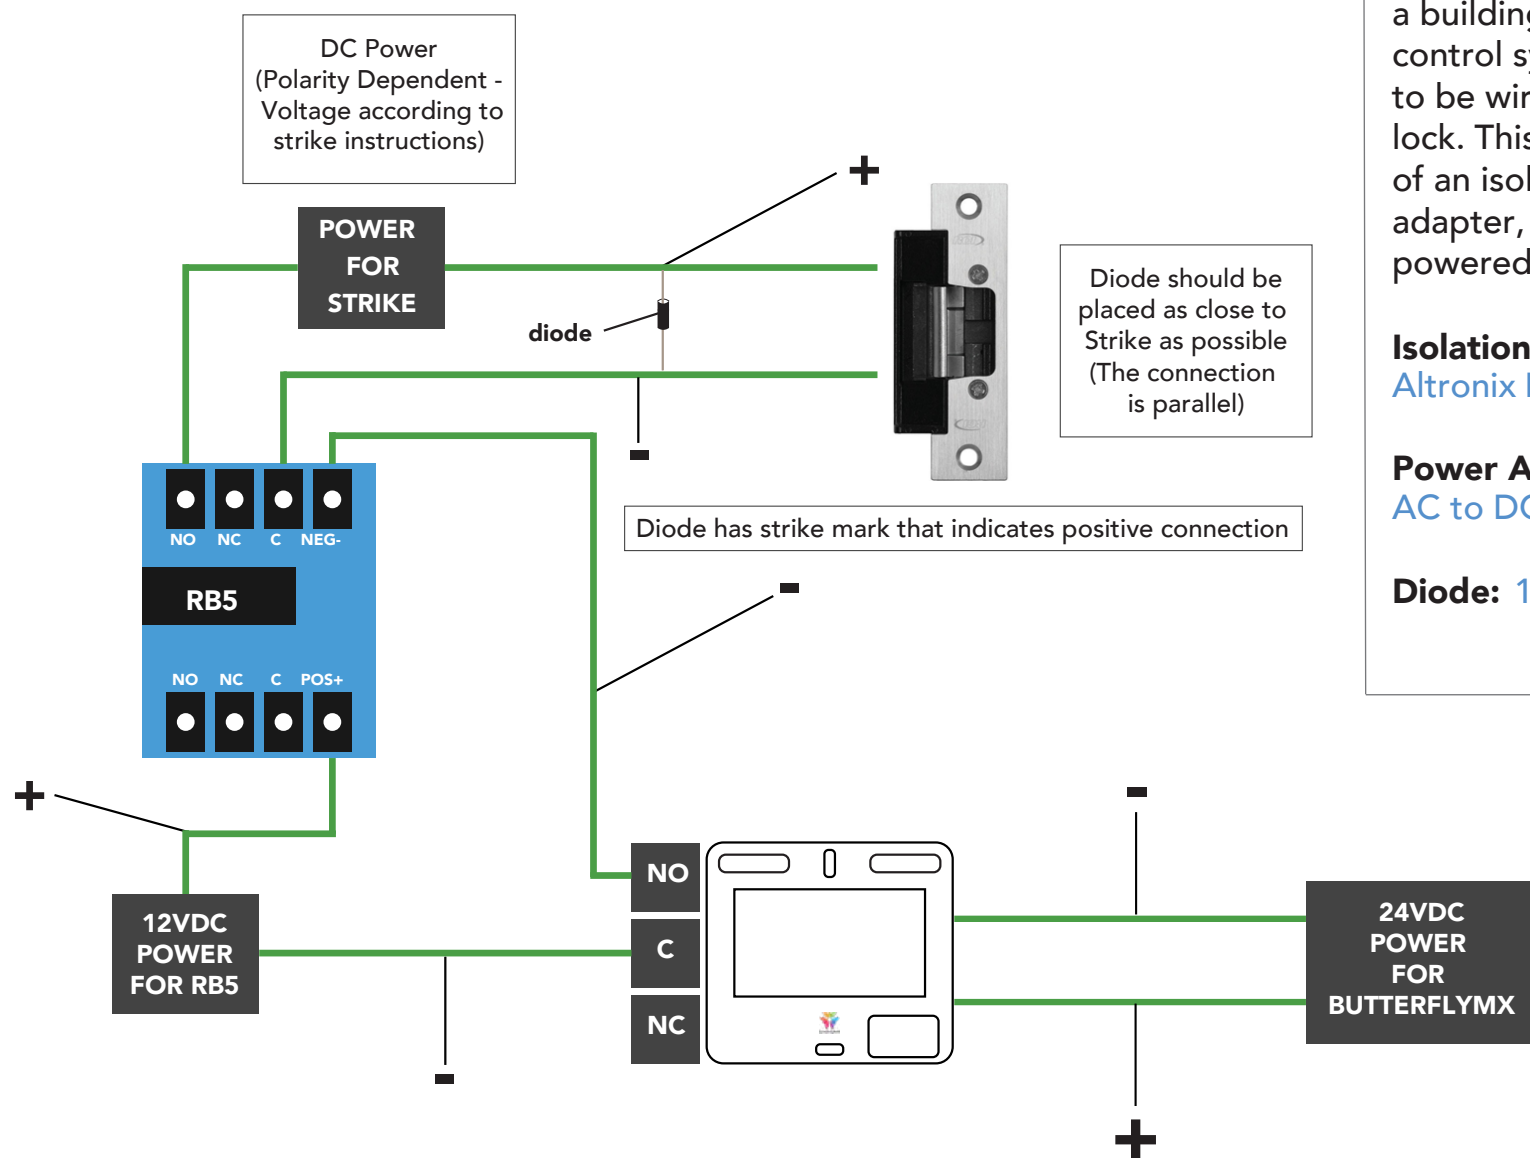 DC Power
(Polarity Dependent -
Voltage according to
strike instructions)
POWER
FOR
STRIKE
+
diode
-
Diode should be
placed as close to
Strike as possible
(The connection
is parallel)
Diode has strike mark that indicates positive connection
NO NC C NEG-
RB5
NO NC C POS+
-
+
12VDC
POWER
FOR RB5
-
NO
C
NC
-
+
24VDC
POWER
FOR
BUTTERFLYMX
a building
control
to be
lock. This
of an
adapter,
powered
Isolation
Altronix
Power
AC to DC
Diode: 1